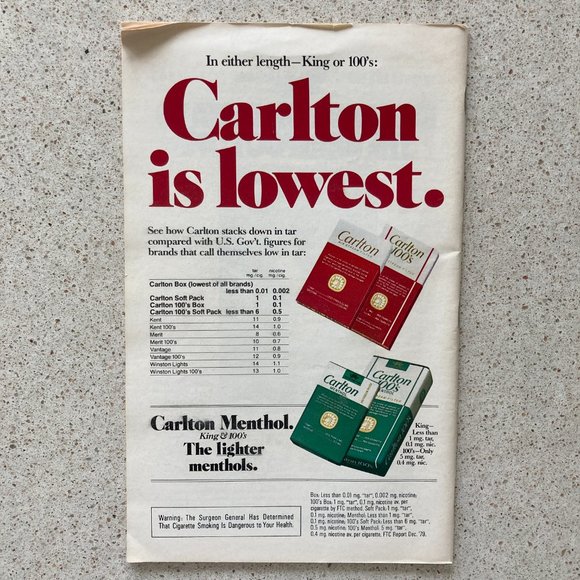 In either length—King or 100's:
Carlton
is lowest.
See how Carlton stacks down in tar
compared with U.S. Gov't. figures for
brands that call themselves low in tar:
tar nicotine
mg./cig. mg./cig.
Carlton Box (lowest of all brands)
less than 0.01 0.002
Carlton Soft Pack 1 0.1
Carlton 100's Box 1 0.1
Carlton 100's Soft Pack less than 6 0.5
Kent 11 0.9
Kent 100's 14 1.0
Merit 8 0.6
Merit 100's 10 0.7
Vantage 11 0.8
Vantage 100's 12 0.9
Winston Lights 14 1.1
Winston Lights 100's 13 1.0
Carlton
Carlton
100's
Carlton
Carlton
100's
Carlton Menthol.
King & 100's
The lighter
menthols.
King—
Less than
1 mg. tar,
0.1 mg. nic.
100's—Only
5 mg. tar,
0.4 mg. nic.
Warning: The Surgeon General Has Determined
That Cigarette Smoking Is Dangerous to Your Health.
Box: Less than 0.01 mg. "tar", 0.002 mg. nicotine;
100's Box: 1 mg. "tar", 0.1 mg. nicotine av. per
cigarette by FTC method. Soft Pack: 1 mg. "tar",
0.1 mg. nicotine; Menthol: Less than 1 mg. "tar",
0.1 mg. nicotine; 100's Soft Pack: Less than 6 mg. "tar",
0.5 mg. nicotine; 100's Menthol: 5 mg. "tar",
0.4 mg. nicotine av. per cigarette, FTC Report Dec. '79.